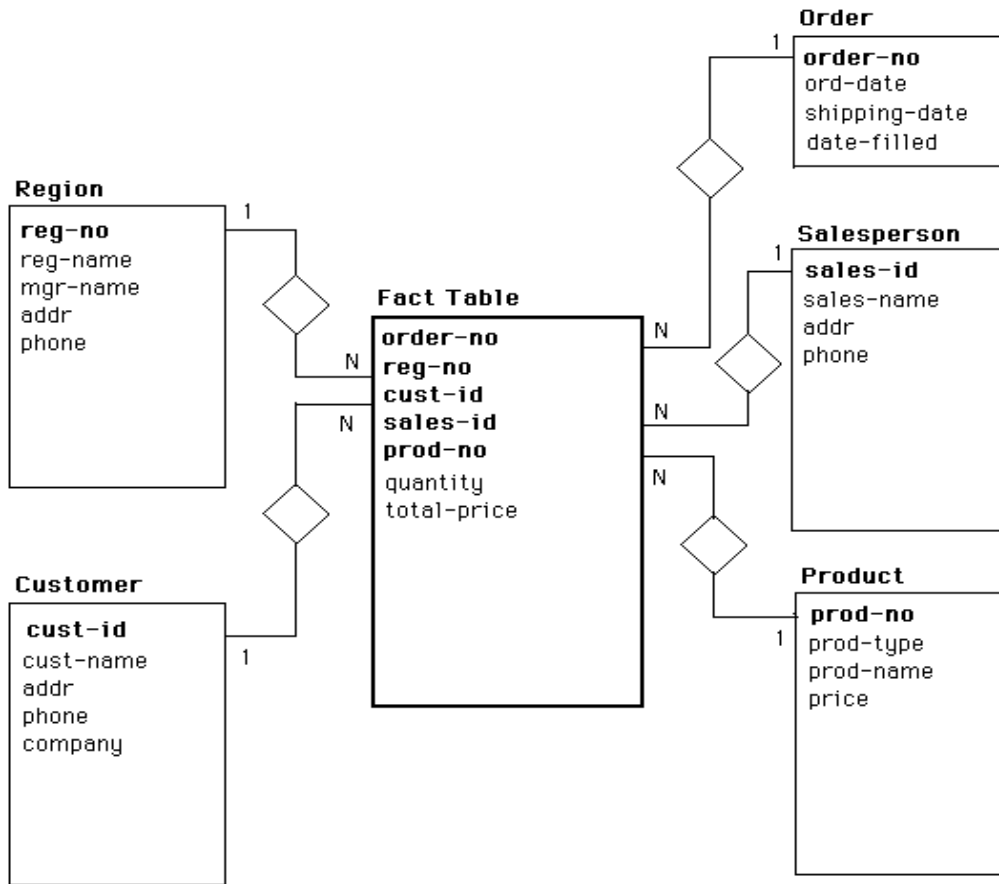 Order
1
order-no
ord-date
shipping-date
date-filled
Region
1
reg-no
reg-name
mgr-name
addr
phone
Salesperson
1
sales-id
sales-name
addr
phone
Fact Table
order-no
reg-no
cust-id
sales-id
prod-no
quantity
total-price
N
N
N
N
N
Customer
cust-id
cust-name
addr
phone
company
1
Product
prod-no
prod-type
prod-name
price
1